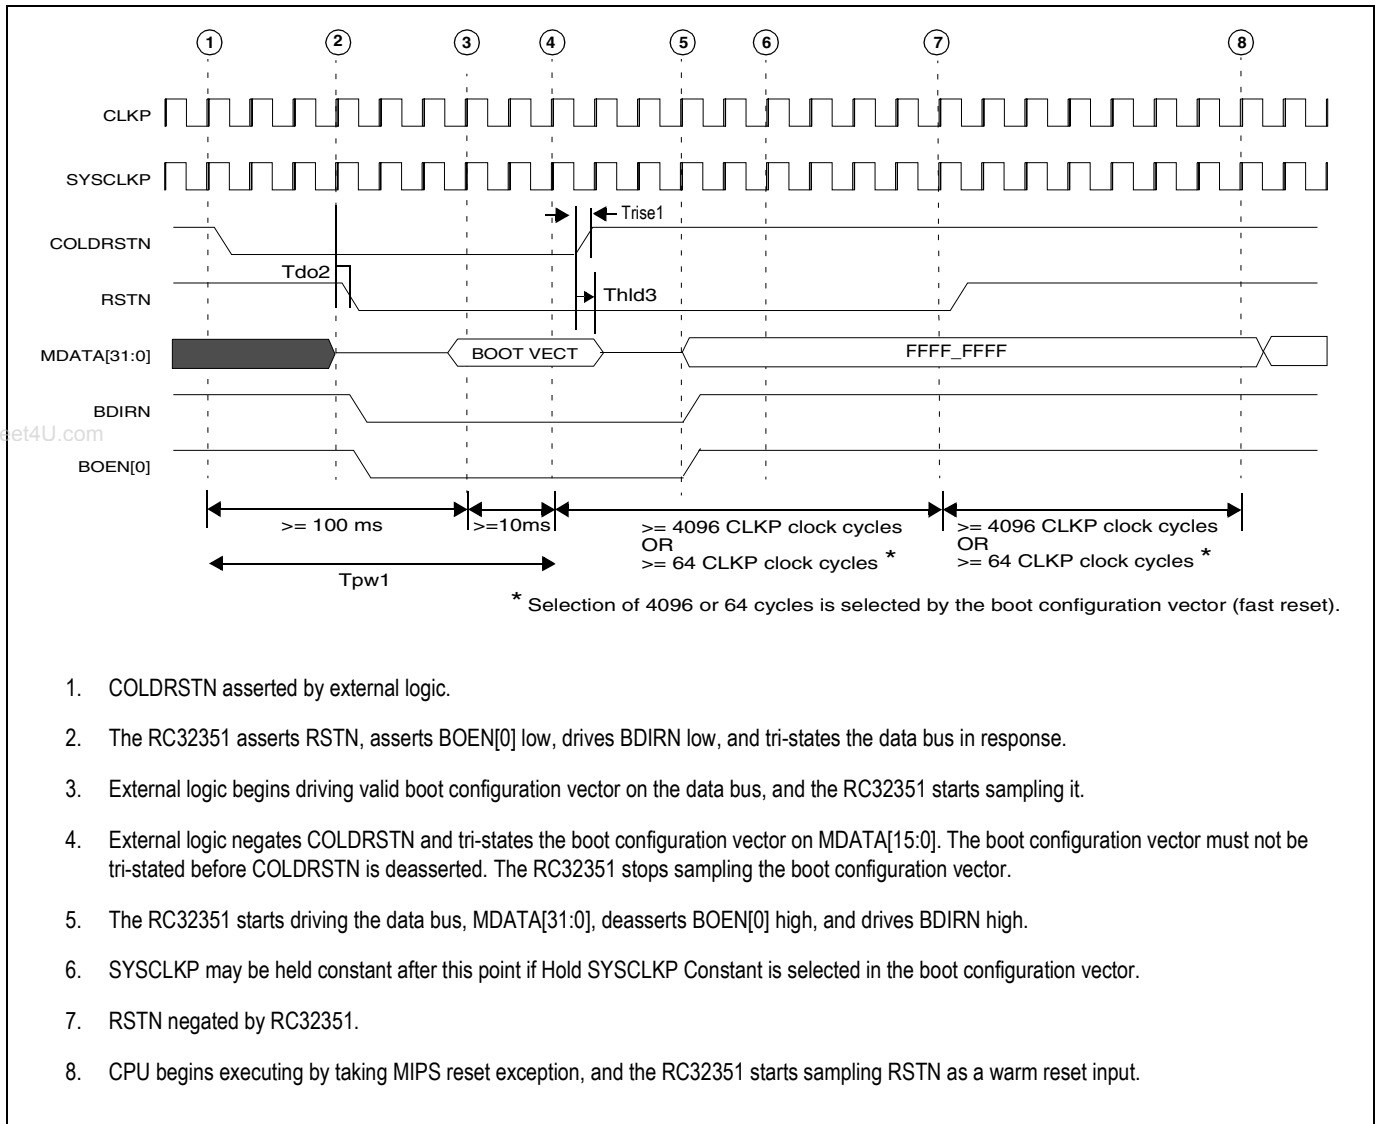 1 2 3 4 5 6 7 8
CLKP
SYSCLKP
Trise1
COLDRSTN
Tdo2
RSTN
Thld3
MDATA[31:0]
BOOT VECT
FFFF_FFFF
BDIRN
eet4U.com
BOEN[0]
>= 100 ms
>=10ms
>= 4096 CLKP clock cycles
OR
>= 64 CLKP clock cycles *
>= 4096 CLKP clock cycles
OR
>= 64 CLKP clock cycles *
Tpw1
* Selection of 4096 or 64 cycles is selected by the boot configuration vector (fast reset).
1. COLDRSTN asserted by external logic.
2. The RC32351 asserts RSTN, asserts BOEN[0] low, drives BDIRN low, and tri-states the data bus in response.
3. External logic begins driving valid boot configuration vector on the data bus, and the RC32351 starts sampling it.
4. External logic negates COLDRSTN and tri-states the boot configuration vector on MDATA[15:0]. The boot configuration vector must not be
tri-stated before COLDRSTN is deasserted. The RC32351 stops sampling the boot configuration vector.
5. The RC32351 starts driving the data bus, MDATA[31:0], deasserts BOEN[0] high, and drives BDIRN high.
6. SYSCLKP may be held constant after this point if Hold SYSCLKP Constant is selected in the boot configuration vector.
7. RSTN negated by RC32351.
8. CPU begins executing by taking MIPS reset exception, and the RC32351 starts sampling RSTN as a warm reset input.